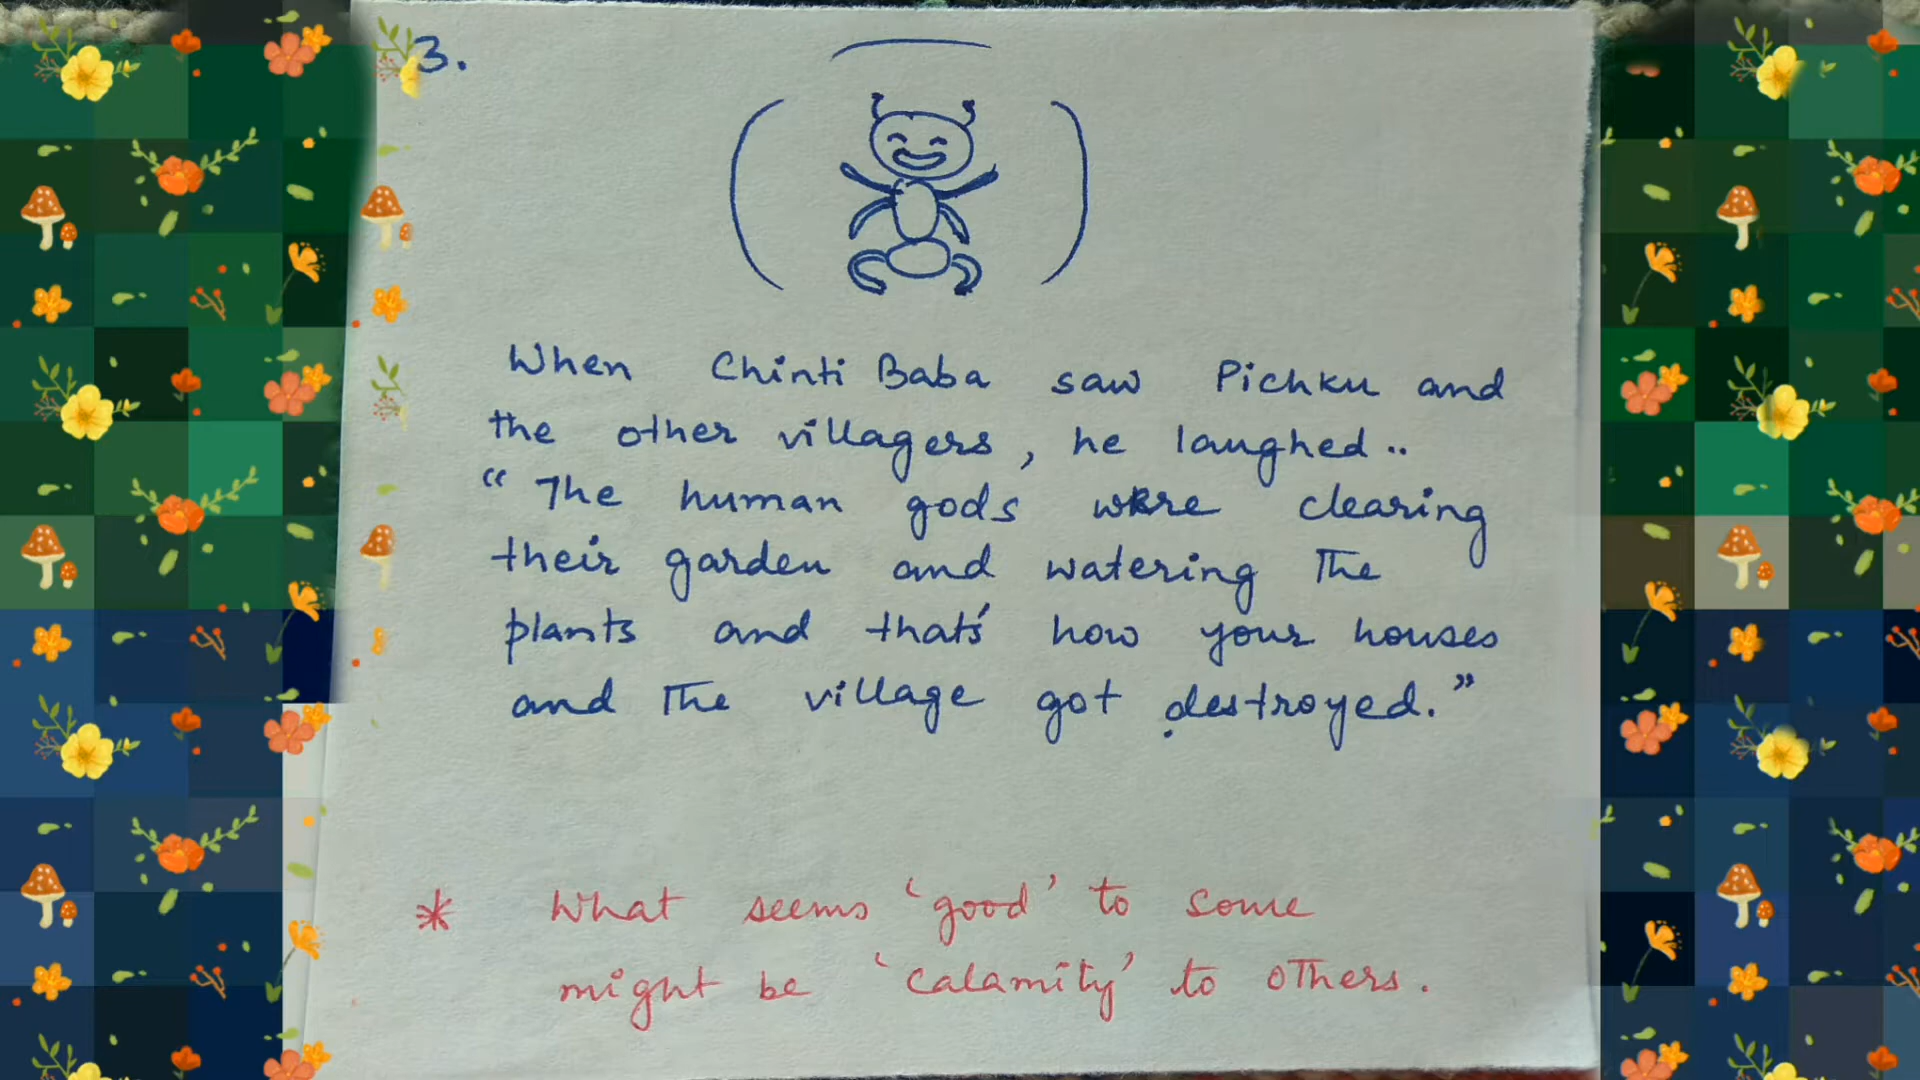 3.
When Chinti Baba saw Pichku and
the other villagers, he laughed..
"The human gods were clearing
their garden and watering the
plants and that's how your houses
and the village got destroyed."
* What seems 'good' to some
might be 'calamity' to others.